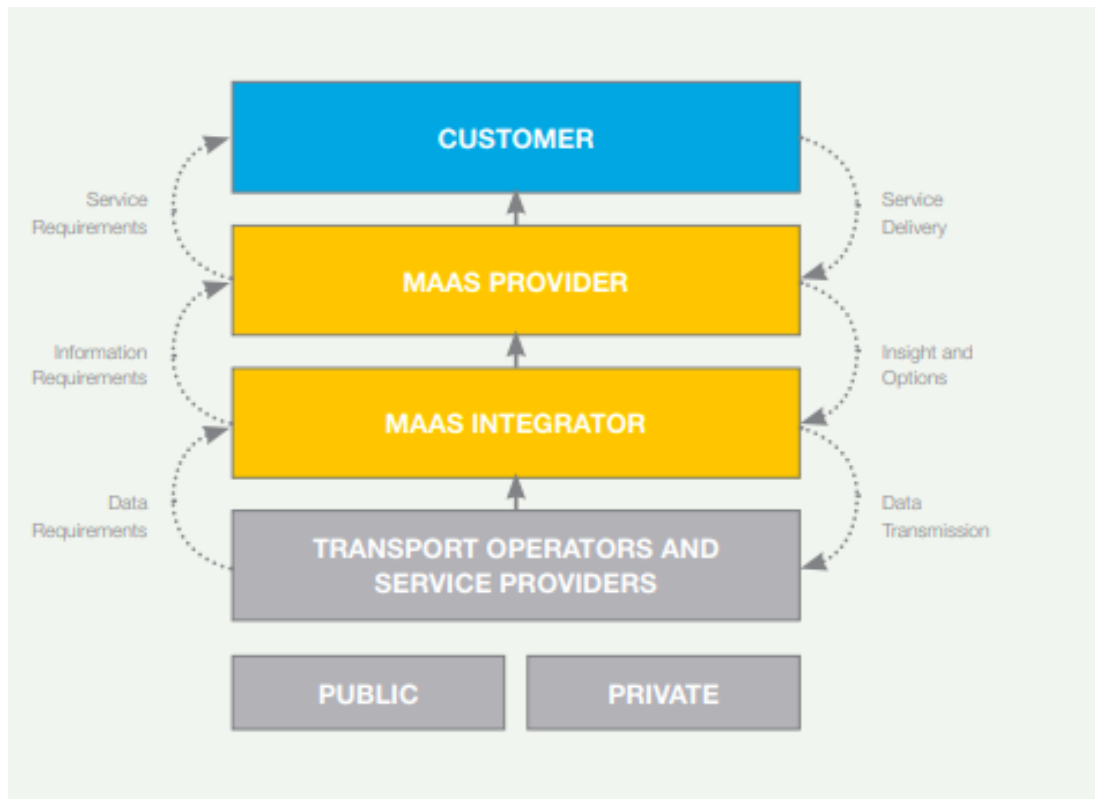 CUSTOMER
Service
Requirements
Service
Delivery
MAAS PROVIDER
Information
Requirements
Insight and
Options
MAAS INTEGRATOR
Data
Requirements
Data
Transmission
TRANSPORT OPERATORS AND
SERVICE PROVIDERS
PUBLIC
PRIVATE